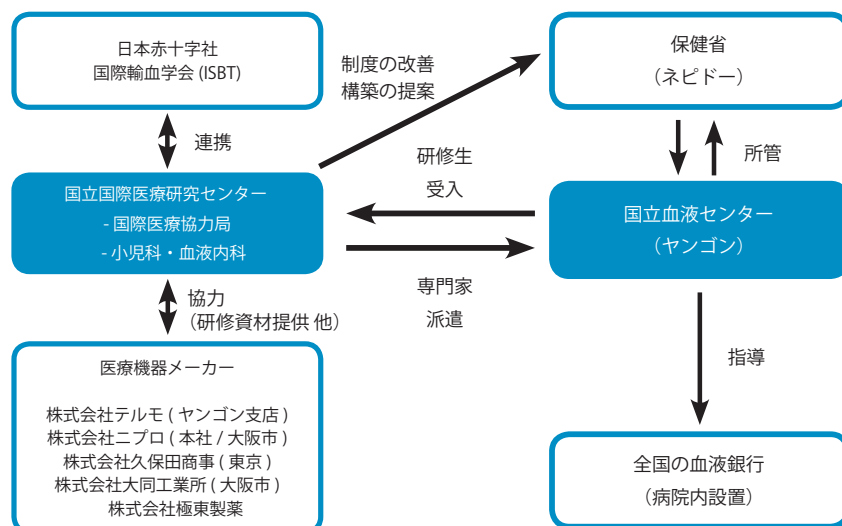 日本赤十字社
国際輸血学会 (ISBT)
制度の改善
構築の提案
保健省
（ネピドー）
連携
所管
研修生
受入
国立国際医療研究センター
- 国際医療協力局
- 小児科・血液内科
国立血液センター
（ヤンゴン）
専門家
派遣
協力
（研修資材提供 他）
指導
医療機器メーカー
株式会社テルモ ( ヤンゴン支店 )
株式会社ニプロ ( 本社 / 大阪市 )
株式会社久保田商事 ( 東京 )
株式会社大同工業所 ( 大阪市 )
株式会社極東製薬
全国の血液銀行
（病院内設置）